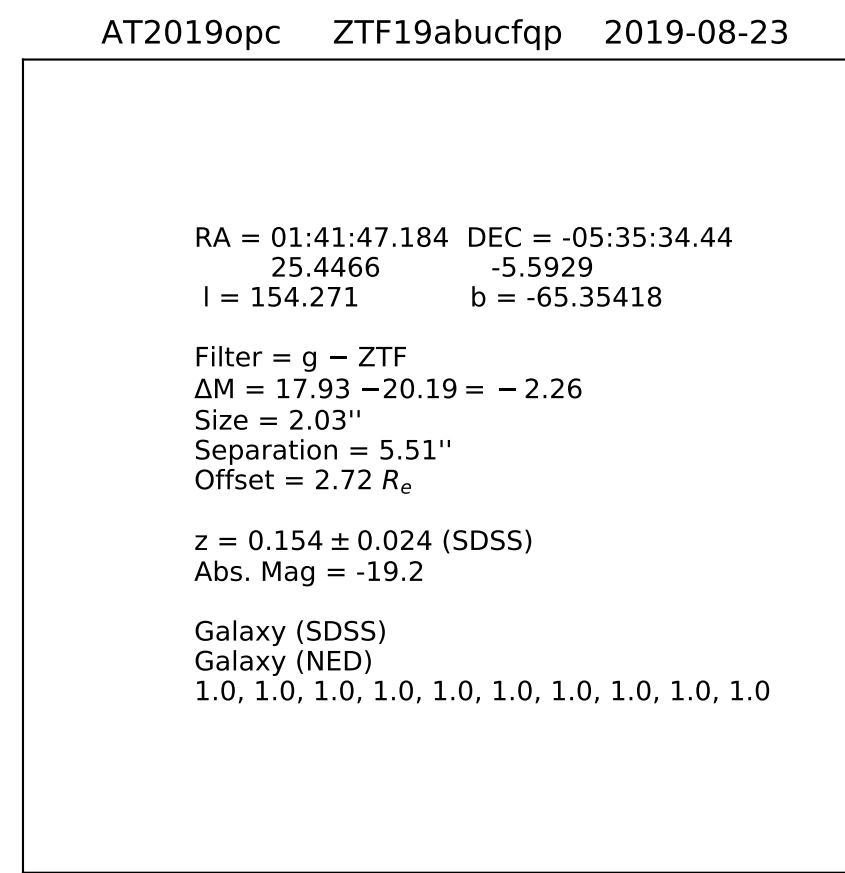 AT2019opc ZTF19abucfqp 2019-08-23
RA = 01:41:47.184 DEC = -05:35:34.44
25.4466 -5.5929
l = 154.271 b = -65.35418
Filter = g − ZTF
ΔM = 17.93 −20.19 = − 2.26
Size = 2.03''
Separation = 5.51''
Offset = 2.72 Rₑ
z = 0.154 ± 0.024 (SDSS)
Abs. Mag = -19.2
Galaxy (SDSS)
Galaxy (NED)
1.0, 1.0, 1.0, 1.0, 1.0, 1.0, 1.0, 1.0, 1.0, 1.0